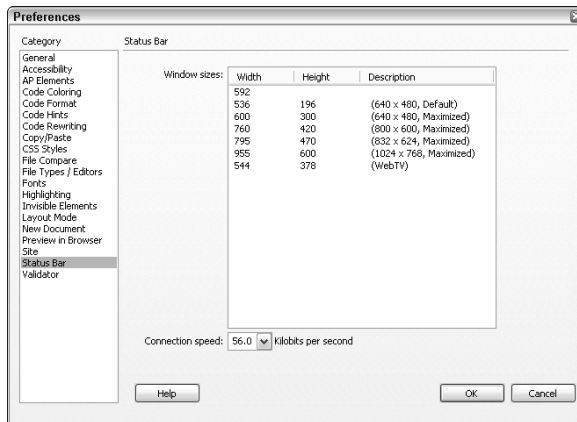 Preferences
Category
Status Bar
General
Accessibility
AP Elements
Code Coloring
Code Format
Code Hints
Code Rewriting
Copy/Paste
CSS Styles
File Compare
File Types / Editors
Fonts
Highlighting
Invisible Elements
Layout Mode
New Document
Preview in Browser
Site
Status Bar
Validator
Window sizes:
Width Height Description
592
536 196 (640 x 480, Default)
600 300 (640 x 480, Maximized)
760 420 (800 x 600, Maximized)
795 470 (832 x 624, Maximized)
955 600 (1024 x 768, Maximized)
544 378 (WebTV)
Connection speed: 56.0 Kilobits per second
Help OK Cancel